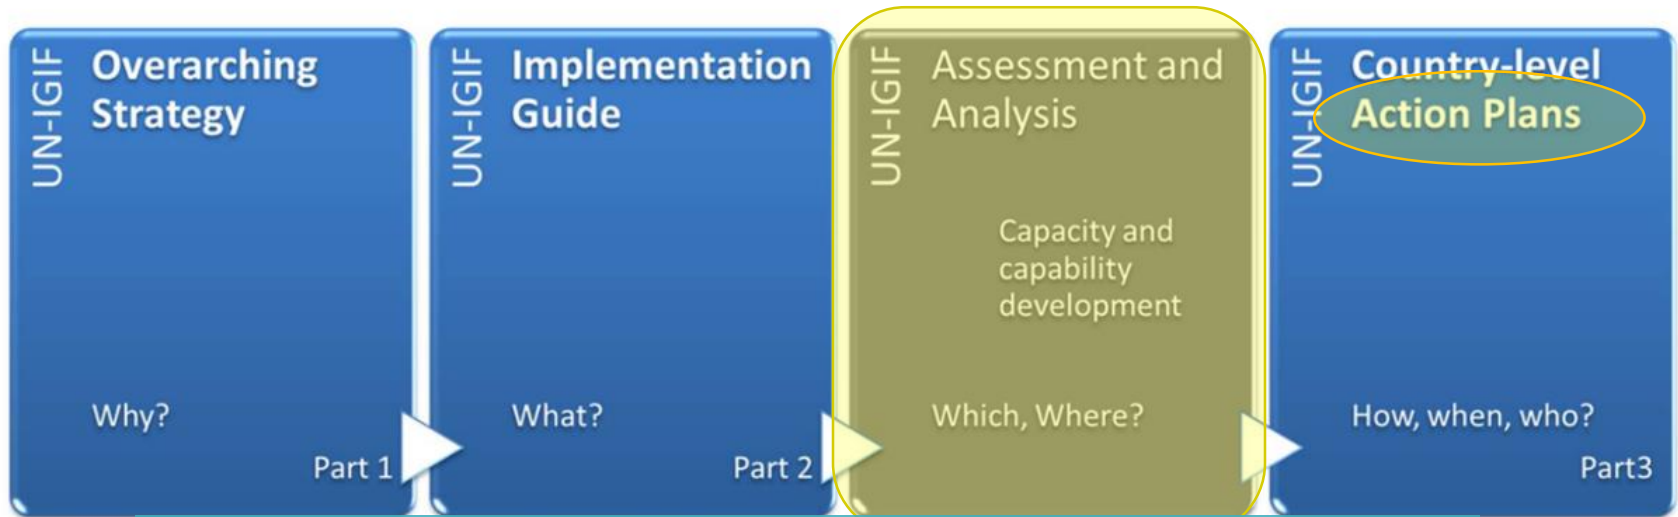 UN-IGIF
Overarching
Strategy
Why?
Part 1
UN-IGIF
Implementation
Guide
What?
Part 2
UN-IGIF
Assessment and
Analysis
Capacity and
capability
development
Which, Where?
UN-IGIF
Country-level
Action Plans
How, when, who?
Part3